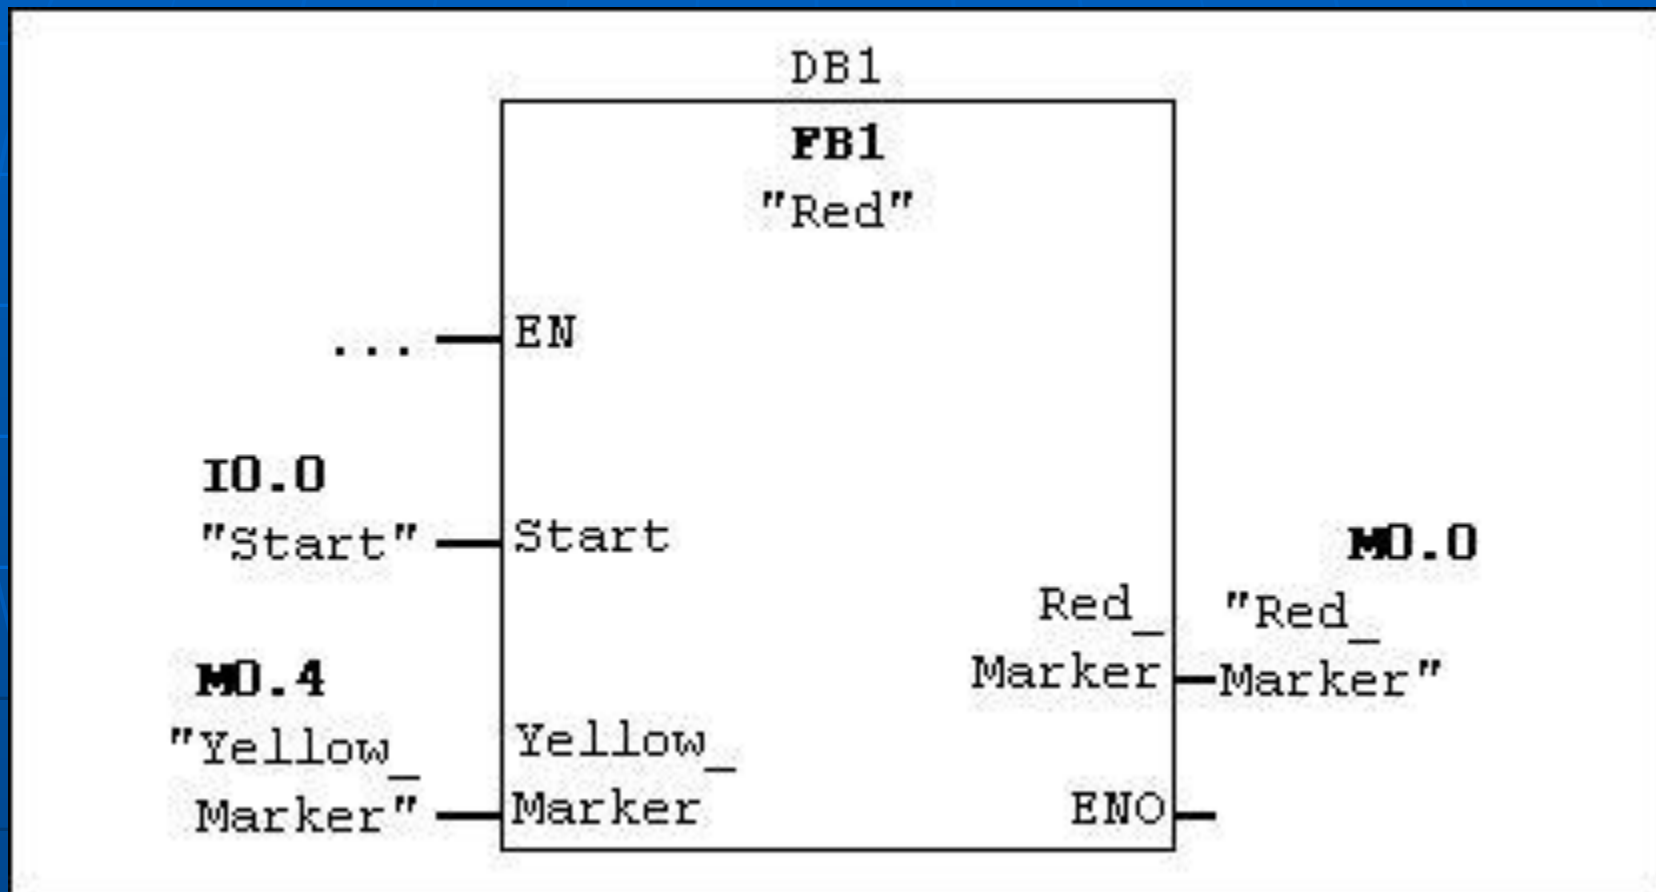 DB1
FB1
"Red"
... EN
I0.0
"Start" Start
M0.0
Red_ "Red_
Marker Marker"
M0.4
"Yellow_ Yellow_
Marker" Marker
ENO